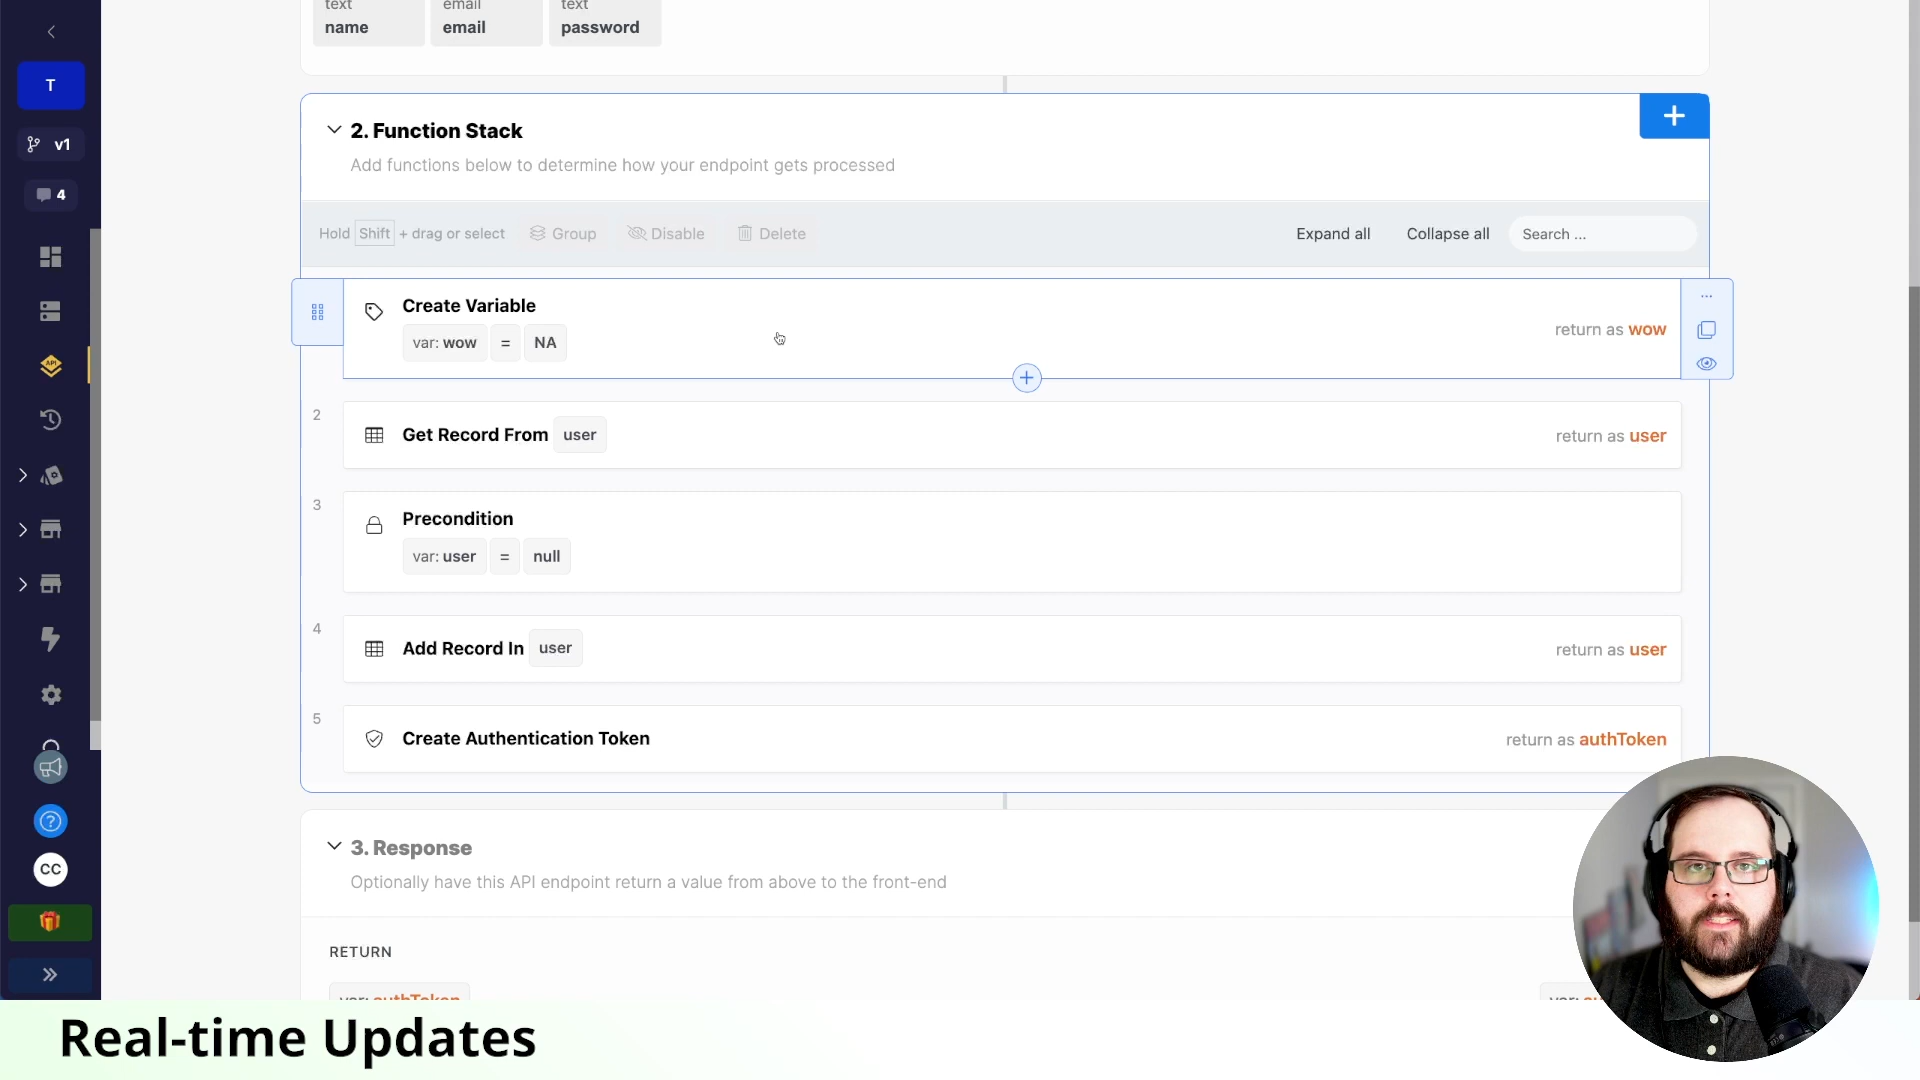 text email text
name email password
T
v1
4
2. Function Stack
Add functions below to determine how your endpoint gets processed
Hold Shift + drag or select Group Disable Delete Expand all Collapse all Search ...
Create Variable
var: wow = NA
return as wow
2
Get Record From user
return as user
3
Precondition
var: user = null
4
Add Record In user
return as user
5
Create Authentication Token
return as authToken
API
CC
3. Response
Optionally have this API endpoint return a value from above to the front-end
RETURN
var: authToken
Real-time Updates